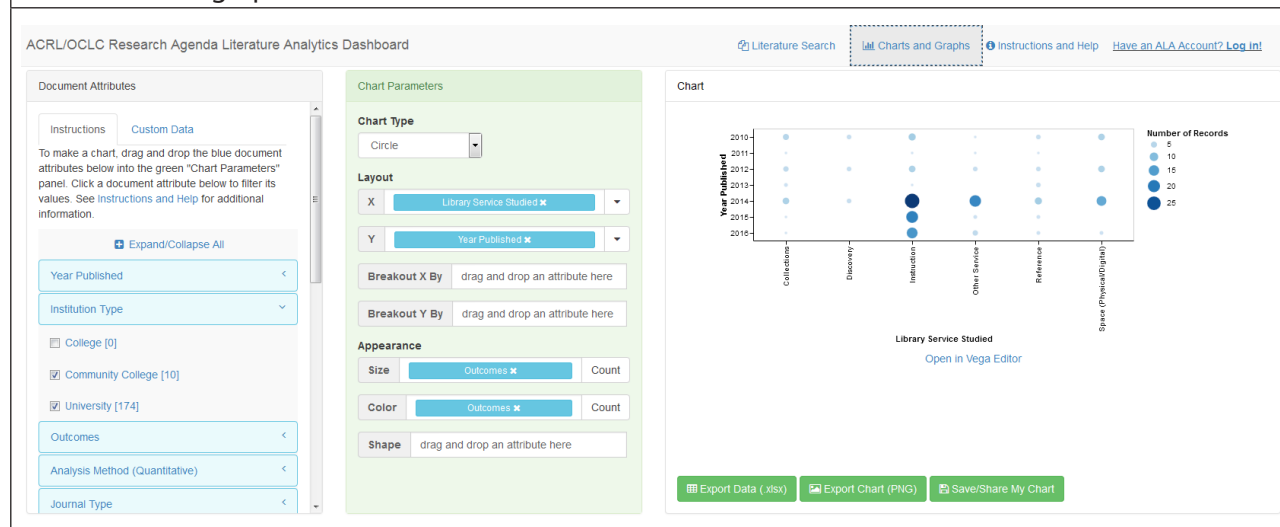 ACRL/OCLC Research Agenda Literature Analytics Dashboard
Literature Search
Charts and Graphs
Instructions and Help
Have an ALA Account? Log in!
Document Attributes
Instructions
Custom Data
To make a chart, drag and drop the blue document
attributes below into the green "Chart Parameters"
panel. Click a document attribute below to filter its
values. See Instructions and Help for additional
information.
Expand/Collapse All
Year Published
Institution Type
College [0]
Community College [10]
University [174]
Outcomes
Analysis Method (Quantitative)
Journal Type
Chart Parameters
Chart Type
Circle
Layout
X Library Service Studied
Y Year Published
Breakout X By drag and drop an attribute here
Breakout Y By drag and drop an attribute here
Appearance
Size Outcomes Count
Color Outcomes Count
Shape drag and drop an attribute here
Chart
Year Published
2010
2011
2012
2013
2014
2015
2016
Collections
Discovery
Instruction
Other Service
Reference
Space (Physical/Digital)
Library Service Studied
Number of Records
5
10
15
20
25
Open in Vega Editor
Export Data (.xlsx)
Export Chart (PNG)
Save/Share My Chart